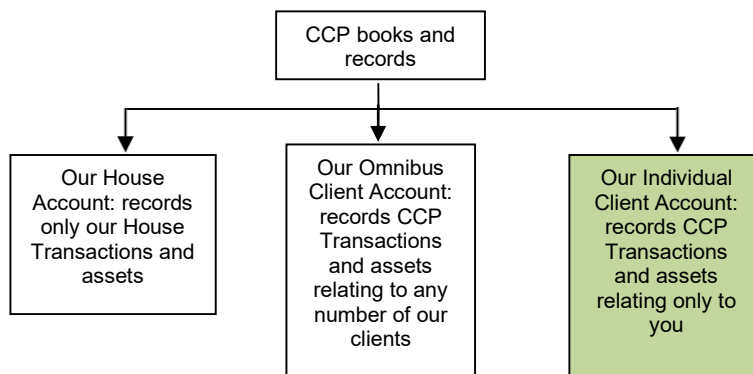 CCP books and
records
Our House
Account: records
only our House
Transactions and
assets
Our Omnibus
Client Account:
records CCP
Transactions
and assets
relating to any
number of our
clients
Our Individual
Client Account:
records CCP
Transactions
and assets
relating only to
you